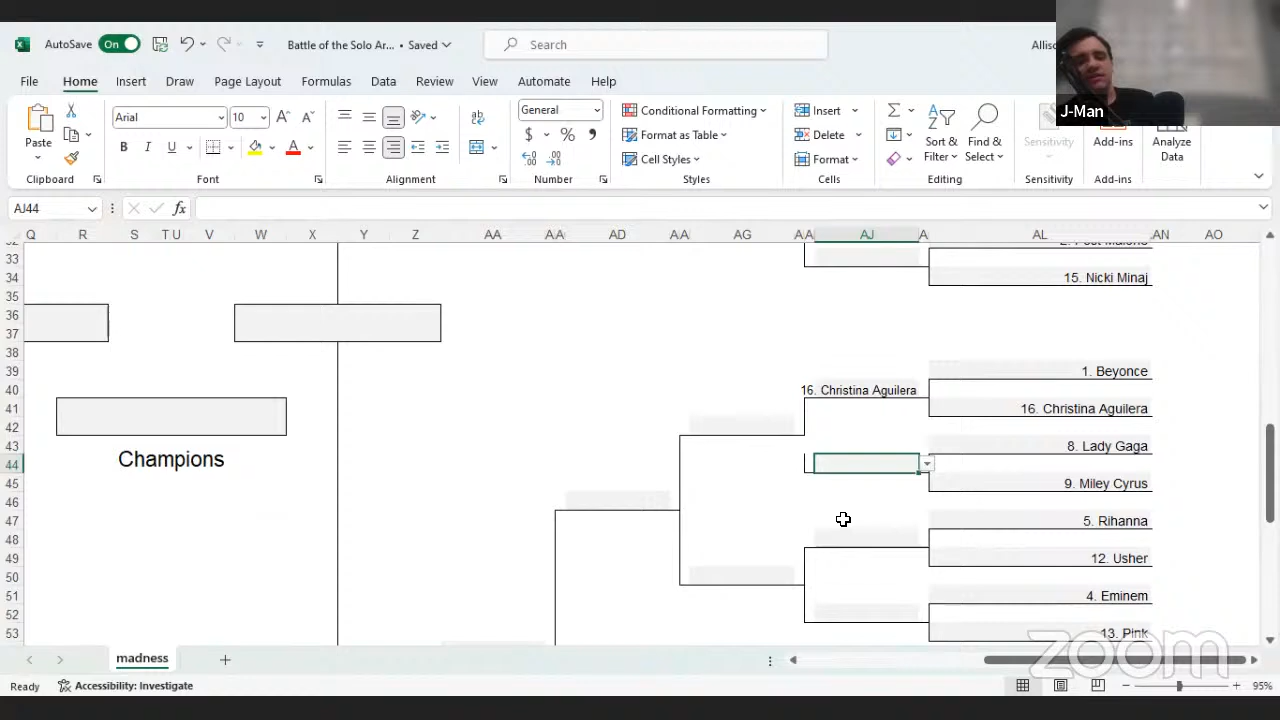 AutoSave On Battle of the Solo Ar... • Saved Search Allis
J-Man
File Home Insert Draw Page Layout Formulas Data Review View Automate Help
Paste Arial 10 General Conditional Formatting Insert Sort & Filter Find & Select Sensitivity Add-ins Analyze Data
B I U A $ % 9 Format as Table Delete
Cell Styles Format
Clipboard Font Alignment Number Styles Cells Editing Sensitivity Add-ins
AJ44 fx
Q R S T U V W X Y Z AA AA AD AA AG AA AJ A AL AN AO
33
34 15. Nicki Minaj
35
36
37
38
39 1. Beyonce
40 16. Christina Aguilera
41 16. Christina Aguilera
42
43 Champions 8. Lady Gaga
44
45 9. Miley Cyrus
46
47 5. Rihanna
48
49 12. Usher
50
51 4. Eminem
52
53 13. Pink
zoom
madness
Ready Accessibility: Investigate 95%